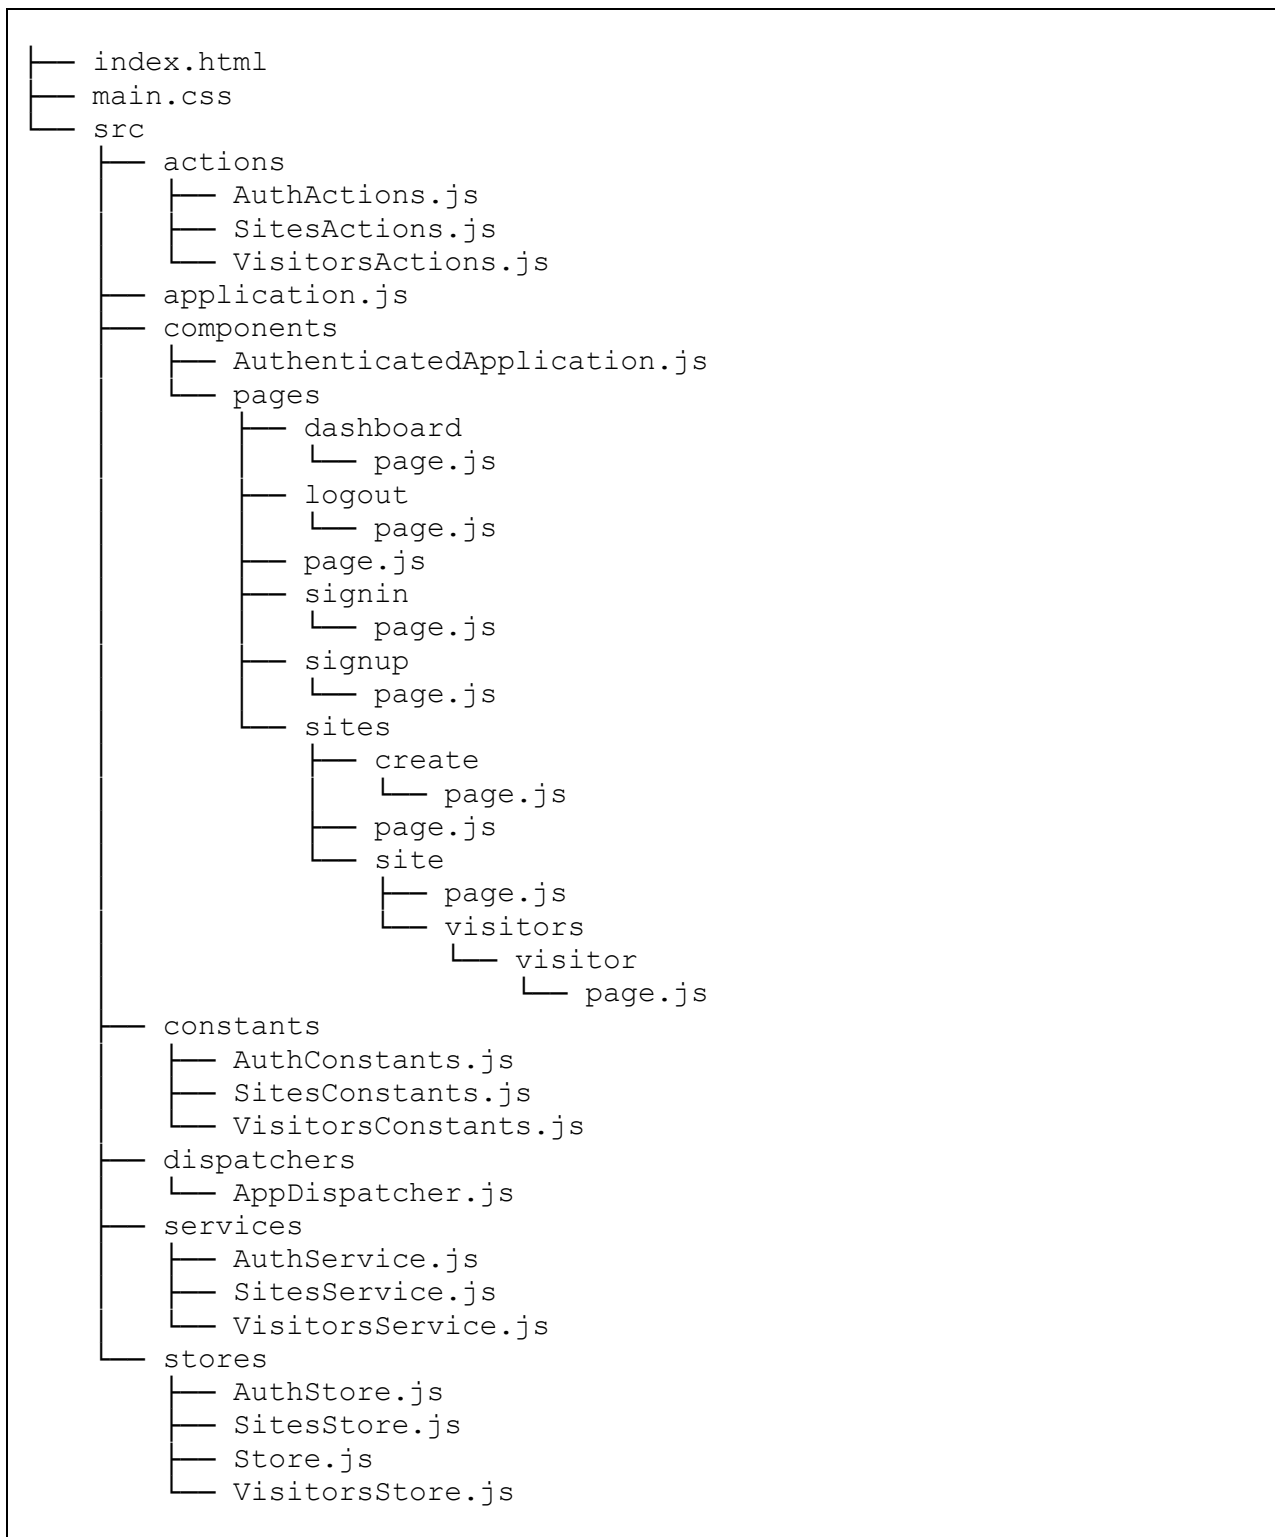 ├── index.html
├── main.css
└── src
    ├── actions
    │   ├── AuthActions.js
    │   ├── SitesActions.js
    │   └── VisitorsActions.js
    ├── application.js
    ├── components
    │   ├── AuthenticatedApplication.js
    │   └── pages
    │       ├── dashboard
    │       │   └── page.js
    │       ├── logout
    │       │   └── page.js
    │       ├── page.js
    │       ├── signin
    │       │   └── page.js
    │       ├── signup
    │       │   └── page.js
    │       └── sites
    │           ├── create
    │           │   └── page.js
    │           ├── page.js
    │           └── site
    │               ├── page.js
    │               └── visitors
    │                   └── visitor
    │                       └── page.js
    ├── constants
    │   ├── AuthConstants.js
    │   ├── SitesConstants.js
    │   └── VisitorsConstants.js
    ├── dispatchers
    │   └── AppDispatcher.js
    ├── services
    │   ├── AuthService.js
    │   ├── SitesService.js
    │   └── VisitorsService.js
    └── stores
        ├── AuthStore.js
        ├── SitesStore.js
        ├── Store.js
        └── VisitorsStore.js